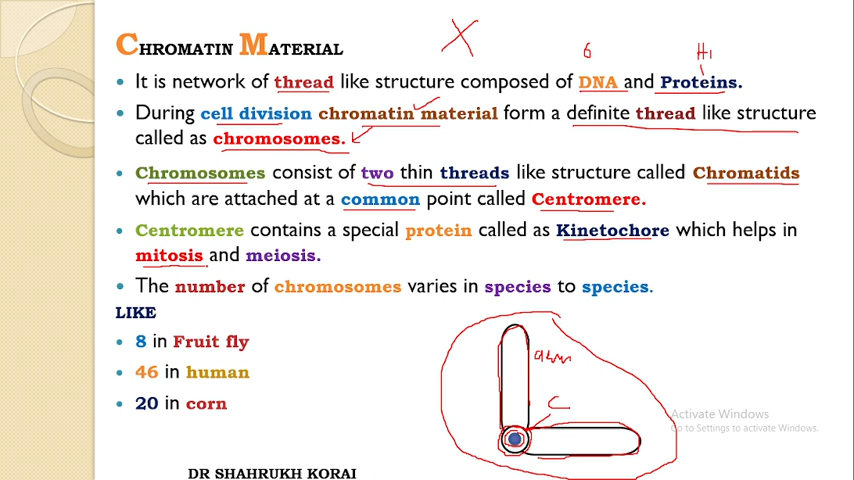 CHROMATIN MATERIAL
6 H1
• It is network of thread like structure composed of DNA and Proteins.
• During cell division chromatin material form a definite thread like structure
called as chromosomes.
• Chromosomes consist of two thin threads like structure called Chromatids
which are attached at a common point called Centromere.
• Centromere contains a special protein called as Kinetochore which helps in
mitosis and meiosis.
• The number of chromosomes varies in species to species.
LIKE
• 8 in Fruit fly
arm
• 46 in human
• 20 in corn
C
Activate Windows
Go to Settings to activate Windows.
DR SHAHRUKH KORAI